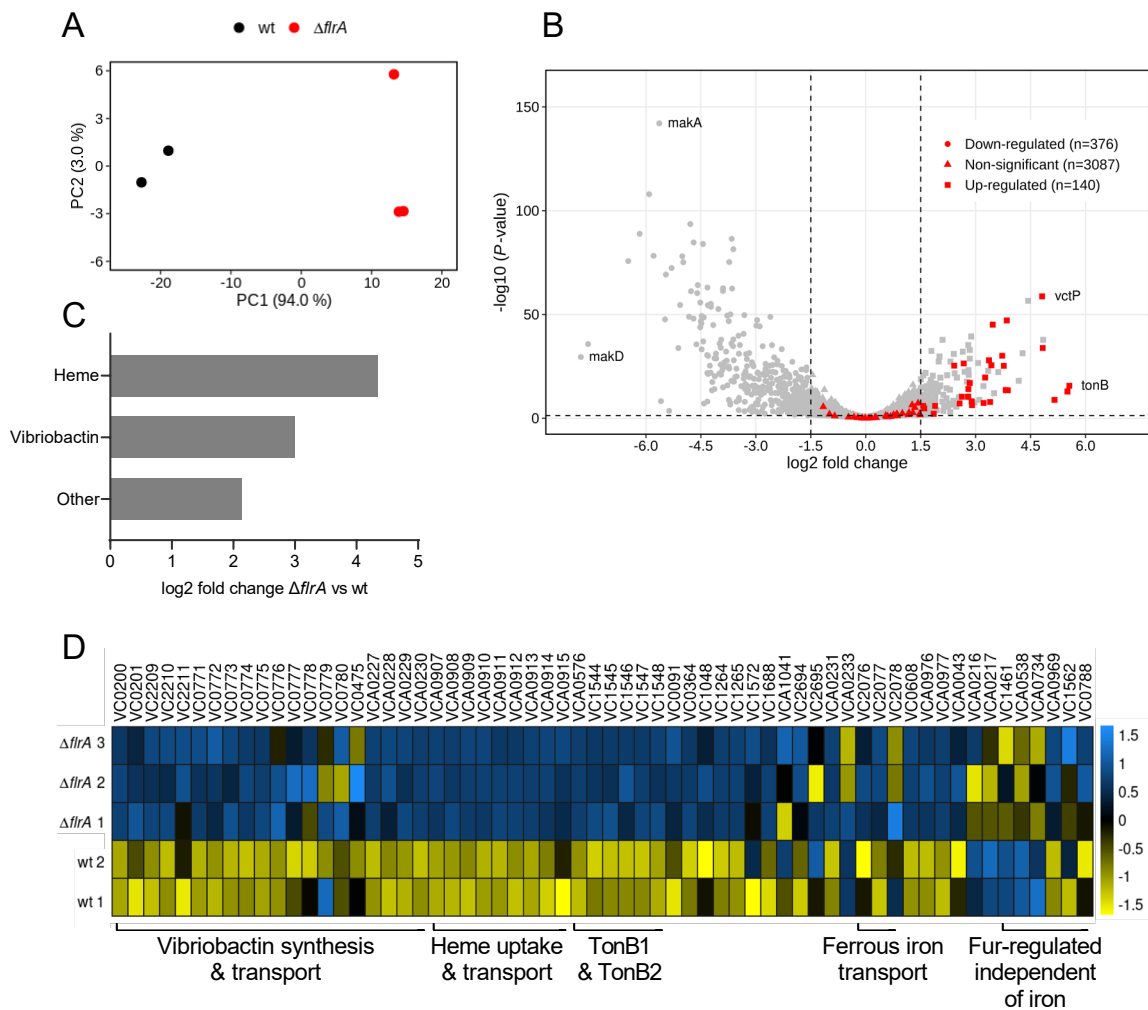 A
wt ΔflrA
6
3
0
-3
-6
PC2 (3.0 %)
-20 -10 0 10 20
PC1 (94.0 %)
B
150
100
50
0
-log10 (P-value)
makA
makD
vctP
tonB
Down-regulated (n=376)
Non-significant (n=3087)
Up-regulated (n=140)
-6.0 -4.5 -3.0 -1.5 0.0 1.5 3.0 4.5 6.0
log2 fold change
C
Heme
Vibriobactin
Other
0 1 2 3 4 5
log2 fold change ΔflrA vs wt
D
VC0200 VC0201 VC2209 VC2210 VC2211 VC0771 VC0772 VC0773 VC0774 VC0775 VC0776 VC0777 VC0778 VC0779 VC0780 VC0475 VCA0227 VCA0228 VCA0229 VCA0230 VCA0907 VCA0908 VCA0909 VCA0910 VCA0911 VCA0912 VCA0913 VCA0914 VCA0915 VCA0576 VC1544 VC1545 VC1546 VC1547 VC1548 VC0091 VC0364 VC1048 VC1264 VC1265 VC1572 VC1688 VCA1041 VC2694 VC2695 VCA0231 VCA0233 VC2076 VC2077 VC2078 VC0608 VCA0976 VCA0977 VCA0043 VCA0216 VCA0217 VC1461 VCA0538 VCA0734 VCA0969 VC1562 VC0788
ΔflrA 3
ΔflrA 2
ΔflrA 1
wt 2
wt 1
1.5
1
0.5
0
-0.5
-1
-1.5
Vibriobactin synthesis
& transport
Heme uptake
& transport
TonB1
& TonB2
Ferrous iron
transport
Fur-regulated
independent
of iron